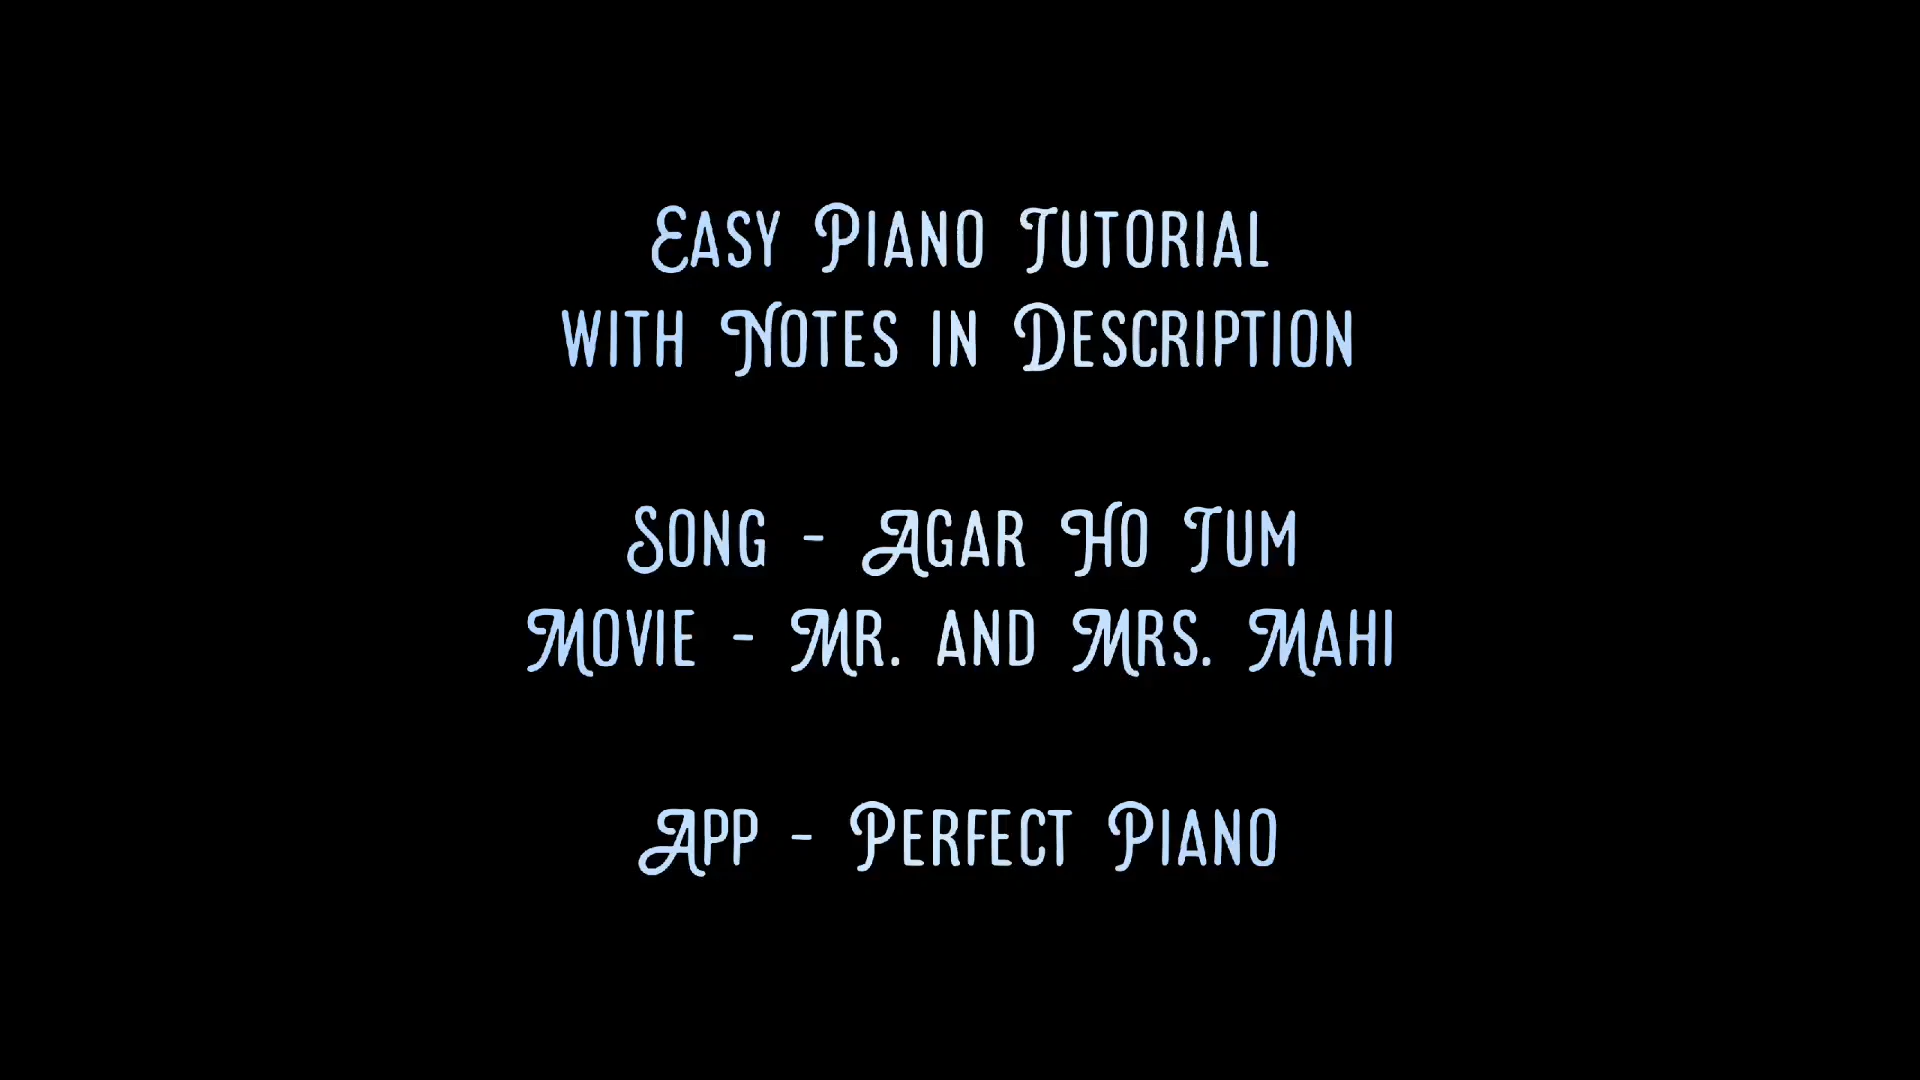 Easy Piano Tutorial
with Notes in Description
Song - Agar Ho Tum
Movie - Mr. and Mrs. Mahi
App - Perfect Piano